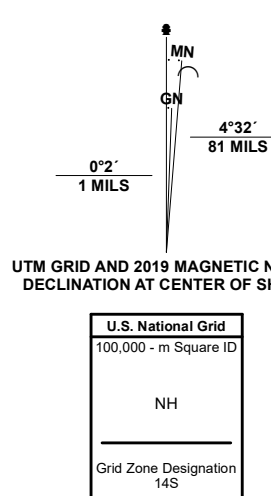 MN
GN
4°32´
81 MILS
0°2´
1 MILS
UTM GRID AND 2019 MAGNETIC
DECLINATION AT CENTER OF
U.S. National Grid
100,000 - m Square ID
NH
Grid Zone Designation
14S